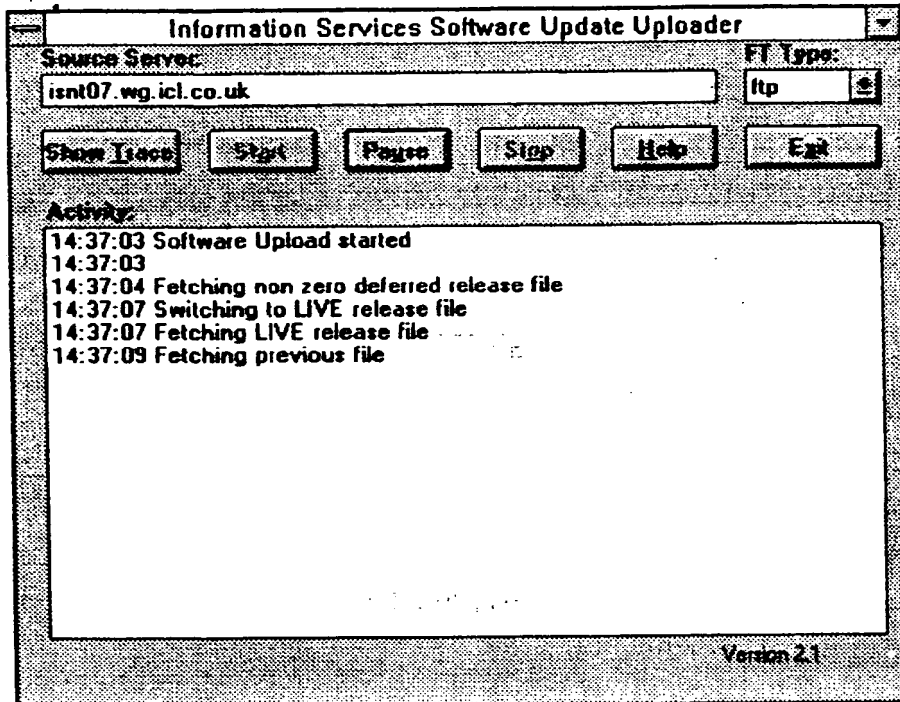 Information Services Software Update Uploader
Source Server:
FT Type:
isnt07.wg.icl.co.uk
ftp
Show Trace
Start
Pause
Stop
Help
Exit
Activity:
14:37:03 Software Upload started
14:37:03
14:37:04 Fetching non zero deferred release file
14:37:07 Switching to LIVE release file
14:37:07 Fetching LIVE release file
14:37:09 Fetching previous file
Version 2.1